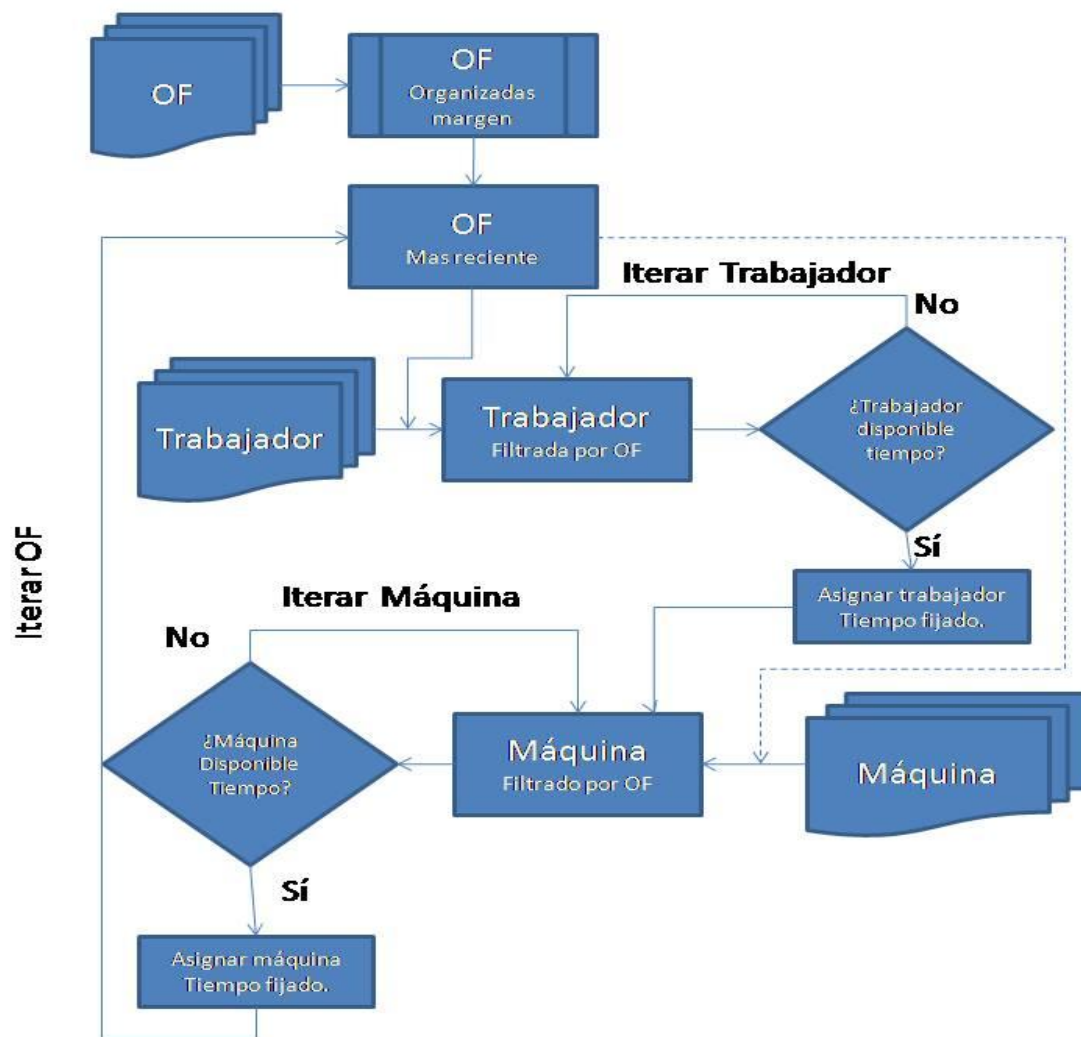 OF
OF
Organizadas
margen
OF
Mas reciente
Iterar Trabajador
No
Trabajador
Trabajador
Filtrada por OF
¿Trabajador
disponible
tiempo?
Sí
Asignar trabajador
Tiempo fijado.
Iterar OF
Iterar Máquina
No
¿Máquina
Disponible
Tiempo?
Máquina
Filtrado por OF
Máquina
Sí
Asignar máquina
Tiempo fijado.